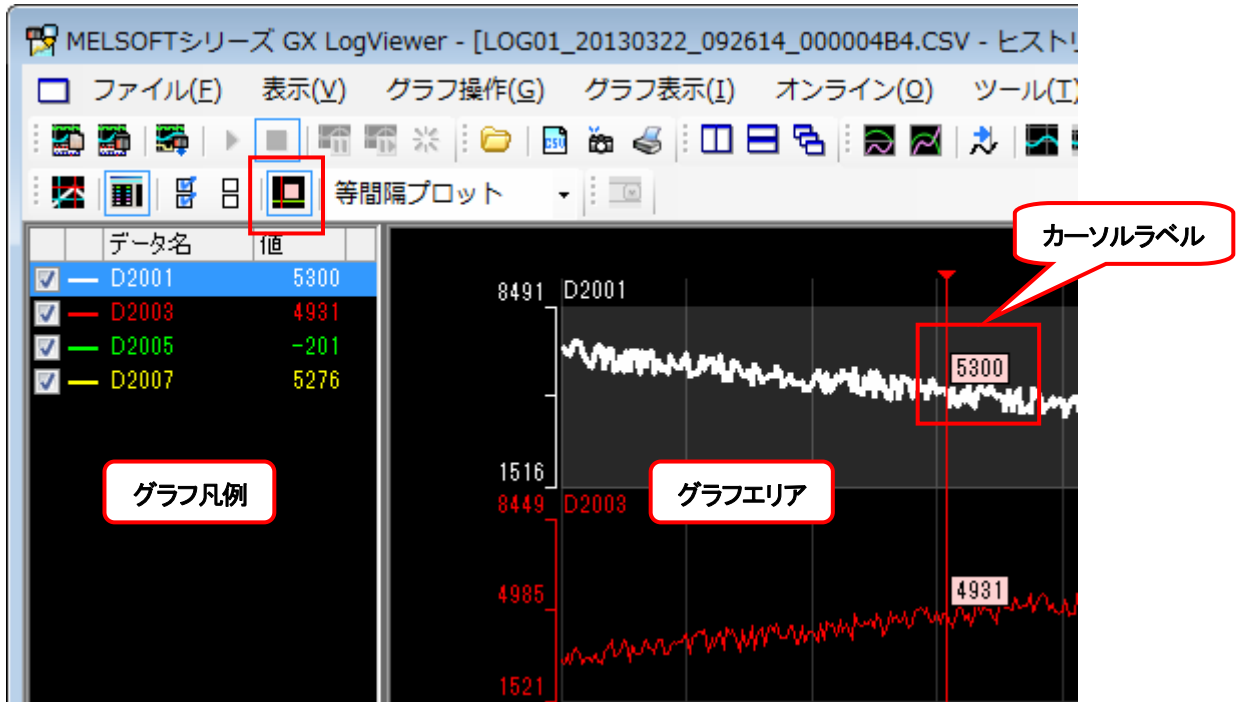 MELSOFTシリーズ GX LogViewer - [LOG01_20130322_092614_000004B4.CSV - ヒストリ
ファイル(F) 表示(V) グラフ操作(G) グラフ表示(I) オンライン(O) ツール(T)
CSV
等間隔プロット
カーソルラベル
データ名 値
D2001 5300
D2003 4931
D2005 -201
D2007 5276
グラフ凡例
8491 D2001
5300
1516
グラフエリア
8449 D2003
4985
4931
1521